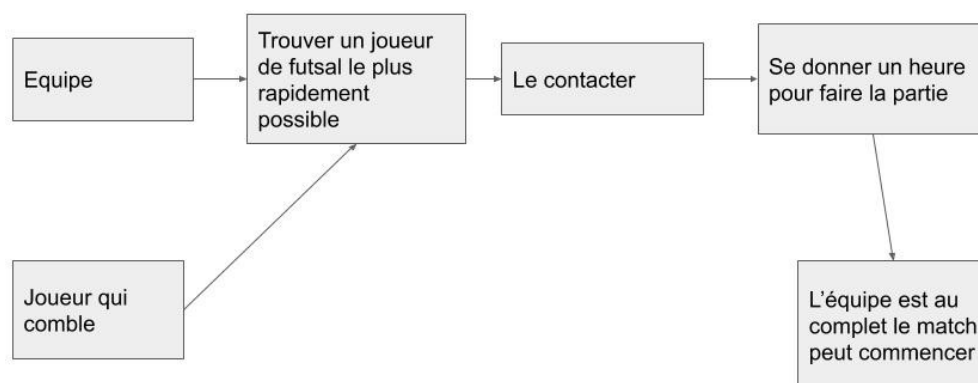 Equipe
Trouver un joueur
de futsal le plus
rapidement
possible
Le contacter
Se donner un heure
pour faire la partie
Joueur qui
comble
L'équipe est au
complet le match
peut commencer